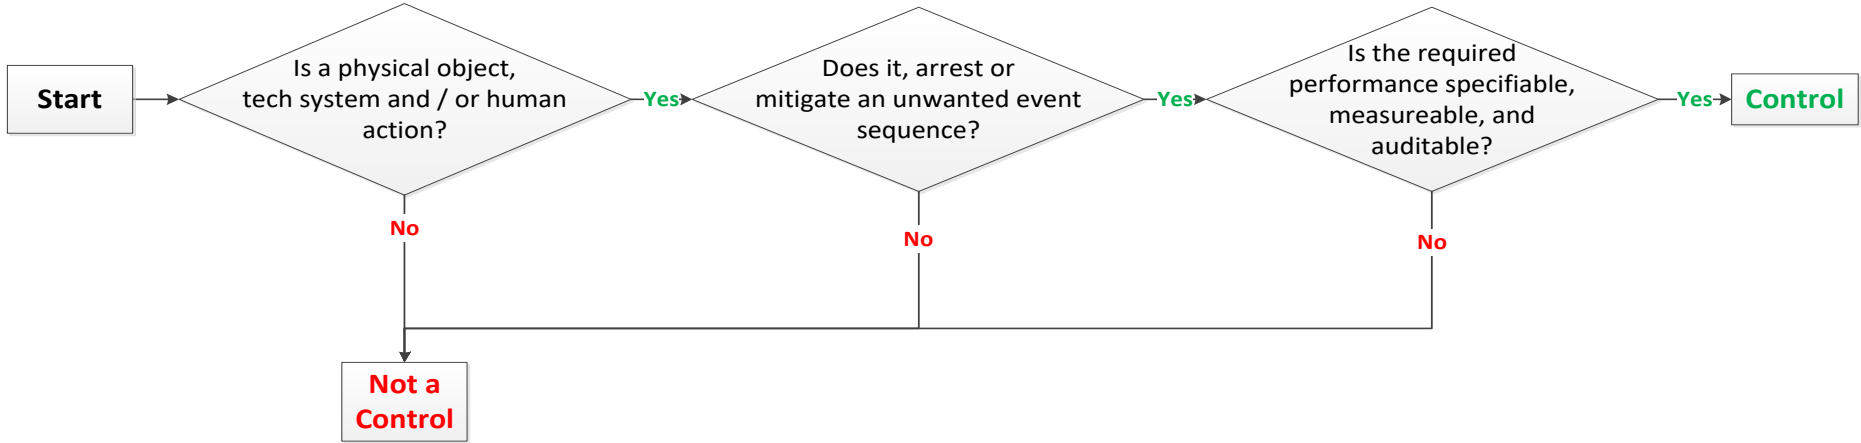 Start
Is a physical object,
tech system and / or human
action?
Yes
Does it, arrest or
mitigate an unwanted event
sequence?
Yes
Is the required
performance specifiable,
measureable, and
auditable?
Yes
Control
No
No
No
Not a
Control